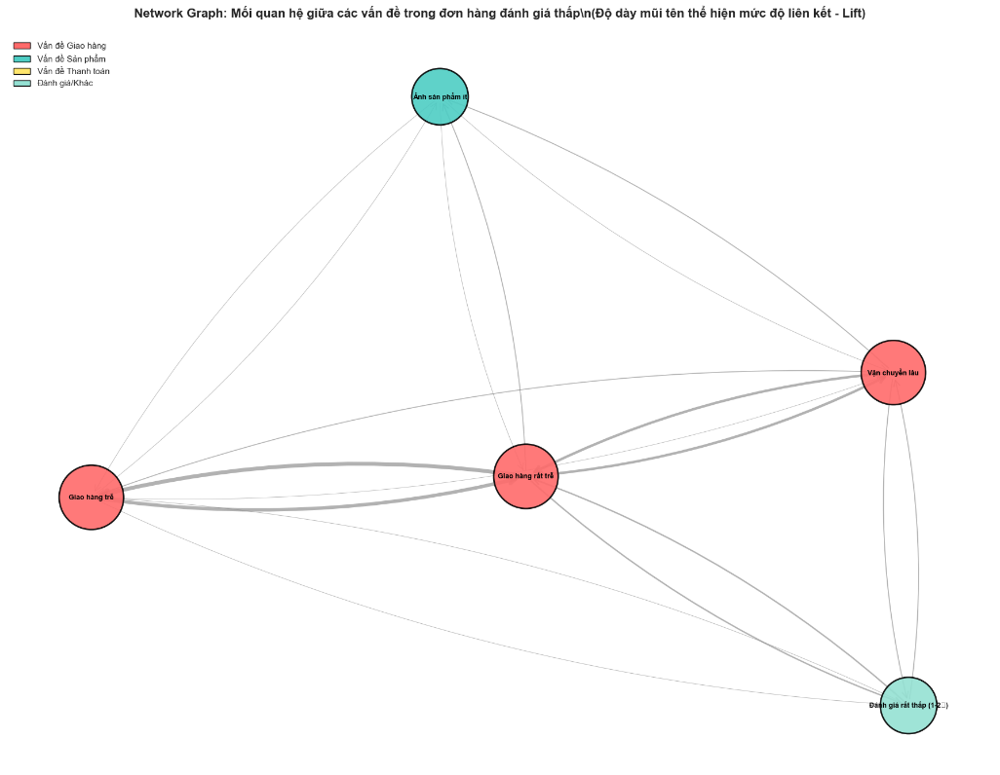 Network Graph: Mối quan hệ giữa các vấn đề trong đơn hàng đánh giá thấp\n(Độ dày mũi tên thể hiện mức độ liên kết - Lift)
Vấn đề Giao hàng
Vấn đề Sản phẩm
Vấn đề Thanh toán
Đánh giá/Khác
Ảnh sản phẩm ít
Vận chuyển lâu
Giao hàng rất trễ
Giao hàng trễ
Đánh giá rất thấp (1-2▯)